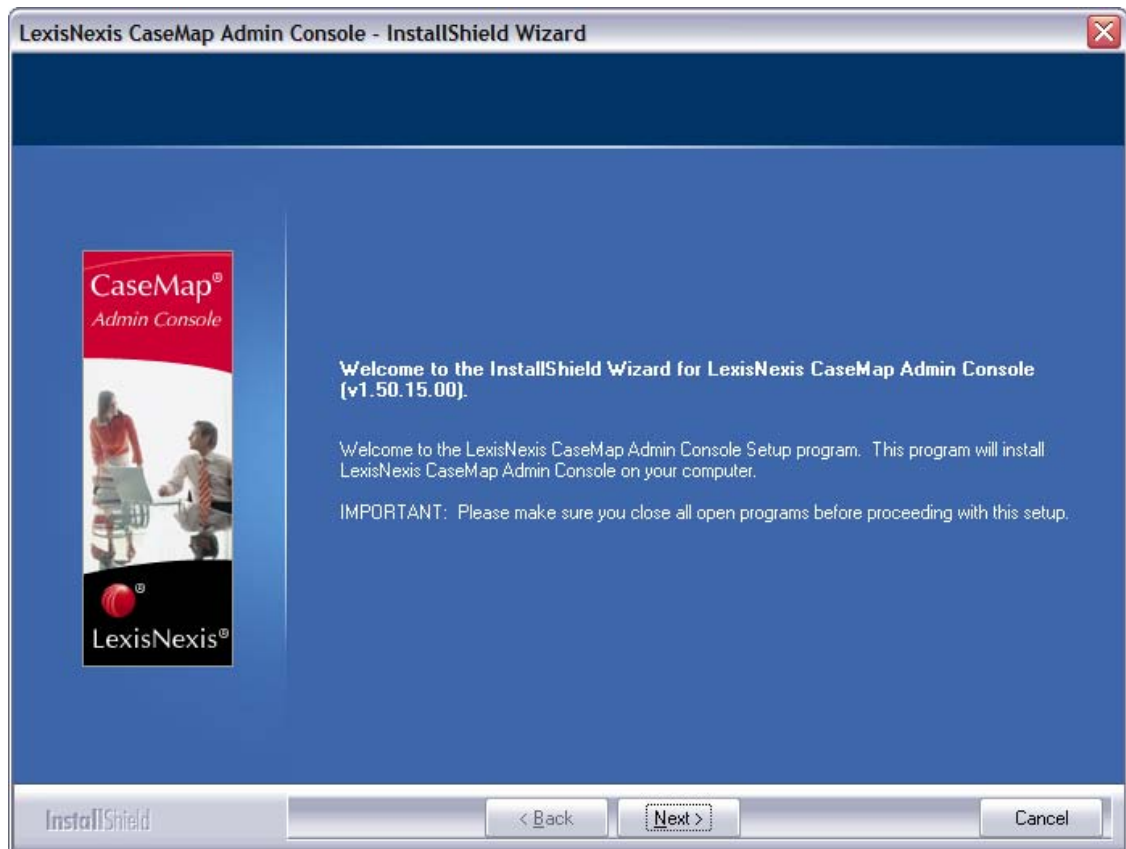 LexisNexis CaseMap Admin Console - InstallShield Wizard
CaseMap®
Admin Console
LexisNexis®
Welcome to the InstallShield Wizard for LexisNexis CaseMap Admin Console
(v1.50.15.00).
Welcome to the LexisNexis CaseMap Admin Console Setup program. This program will install
LexisNexis CaseMap Admin Console on your computer.
IMPORTANT: Please make sure you close all open programs before proceeding with this setup.
InstallShield
< Back
Next >
Cancel